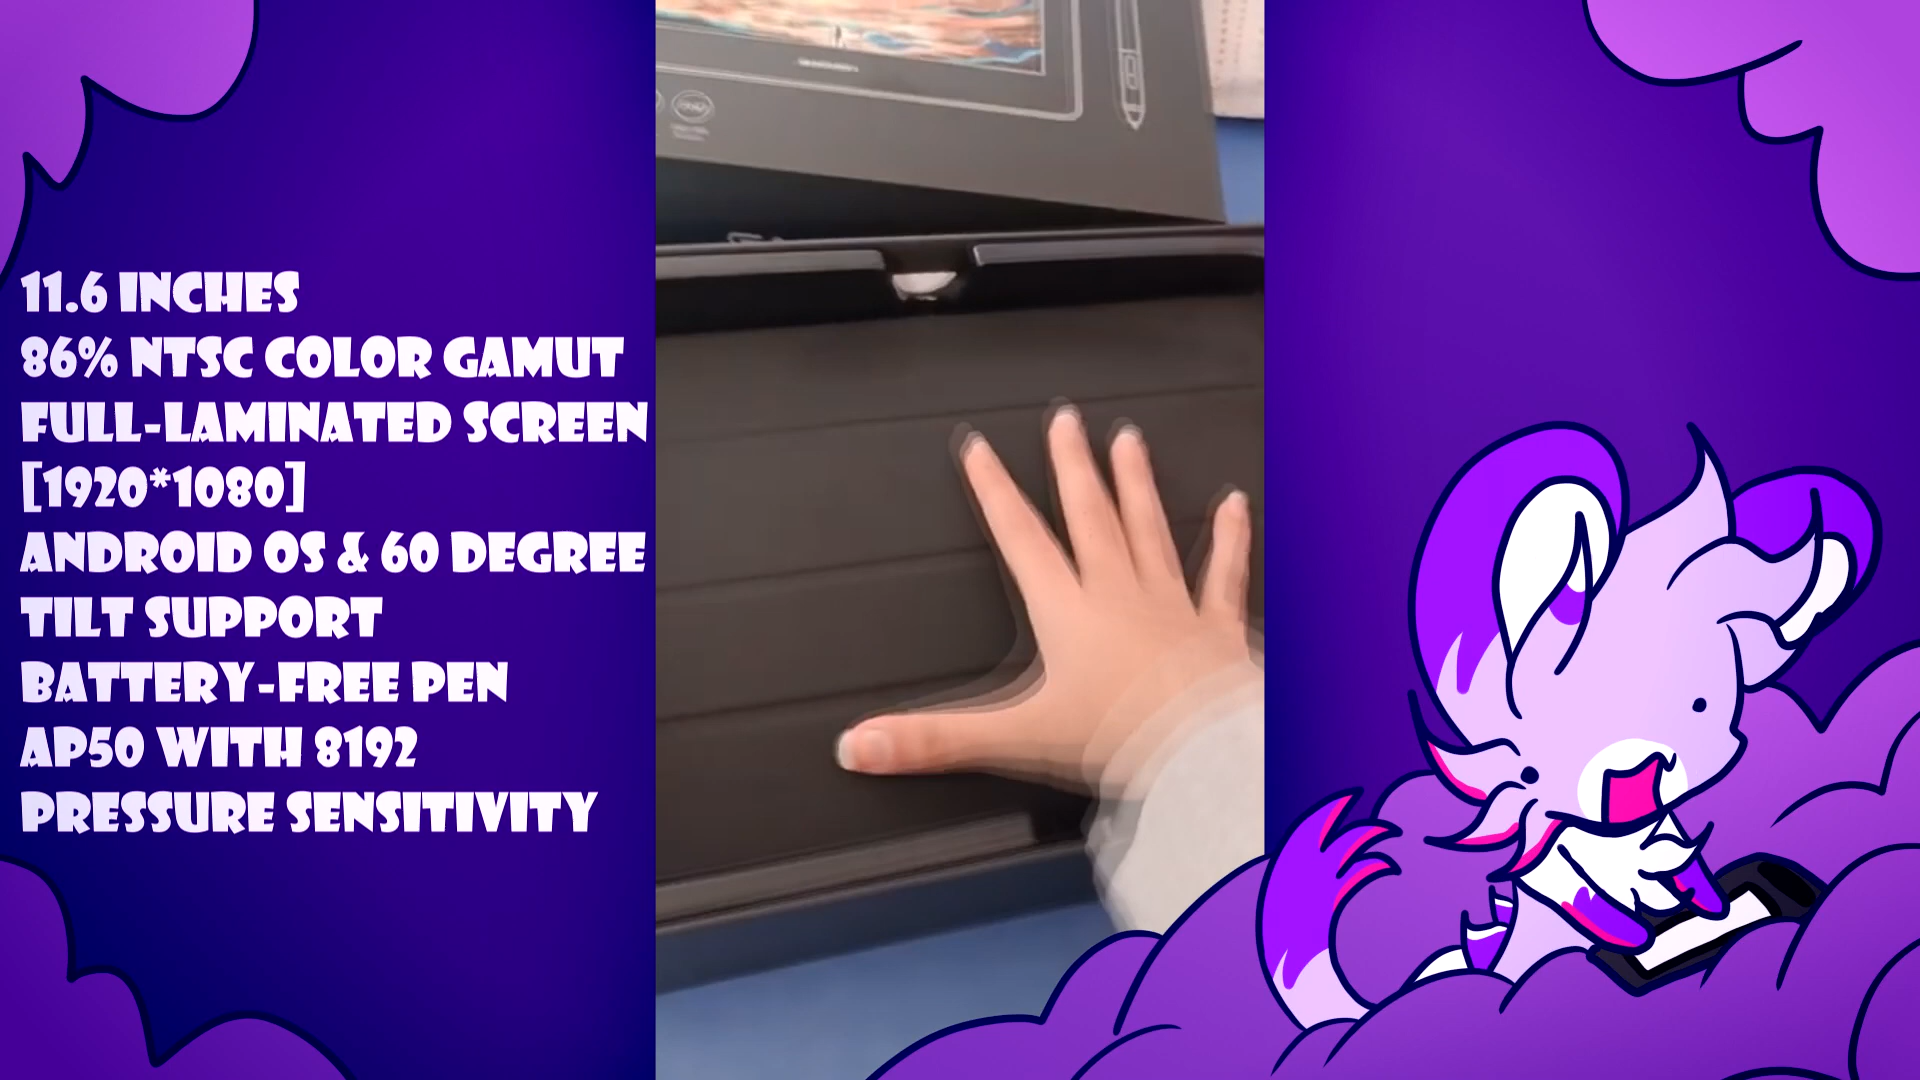 11.6 INCHES
86% NTSC COLOR GAMUT
FULL-LAMINATED SCREEN
[1920*1080]
ANDROID OS & 60 DEGREE
TILT SUPPORT
BATTERY-FREE PEN
AP50 WITH 8192
PRESSURE SENSITIVITY